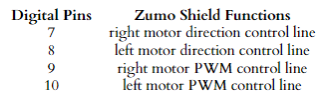 Digital Pins Zumo Shield Functions
7 right motor direction control line
8 left motor direction control line
9 right motor PWM control line
10 left motor PWM control line